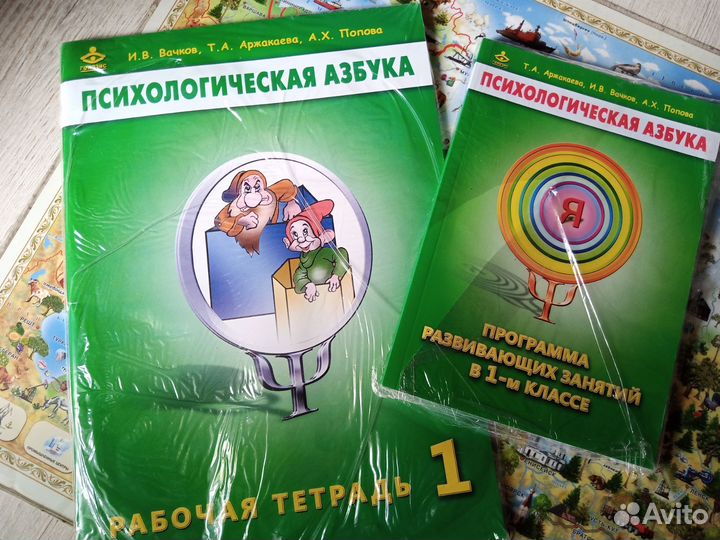 ГЕНЕЗИС
И.В. Вачков, Т.А. Аржакаева, А.Х. Попова
ПСИХОЛОГИЧЕСКАЯ АЗБУКА
РАБОЧАЯ ТЕТРАДЬ 1
Т.А. Аржакаева, И.В. Вачков, А.Х. Попова
ПСИХОЛОГИЧЕСКАЯ АЗБУКА
Я
ПРОГРАММА
РАЗВИВАЮЩИХ ЗАНЯТИЙ
В 1-м КЛАССЕ
Avito